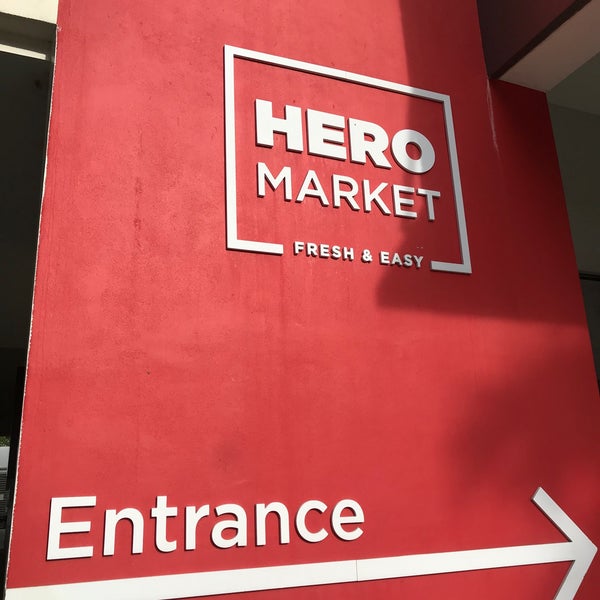 HERO
MARKET
FRESH & EASY
Entrance